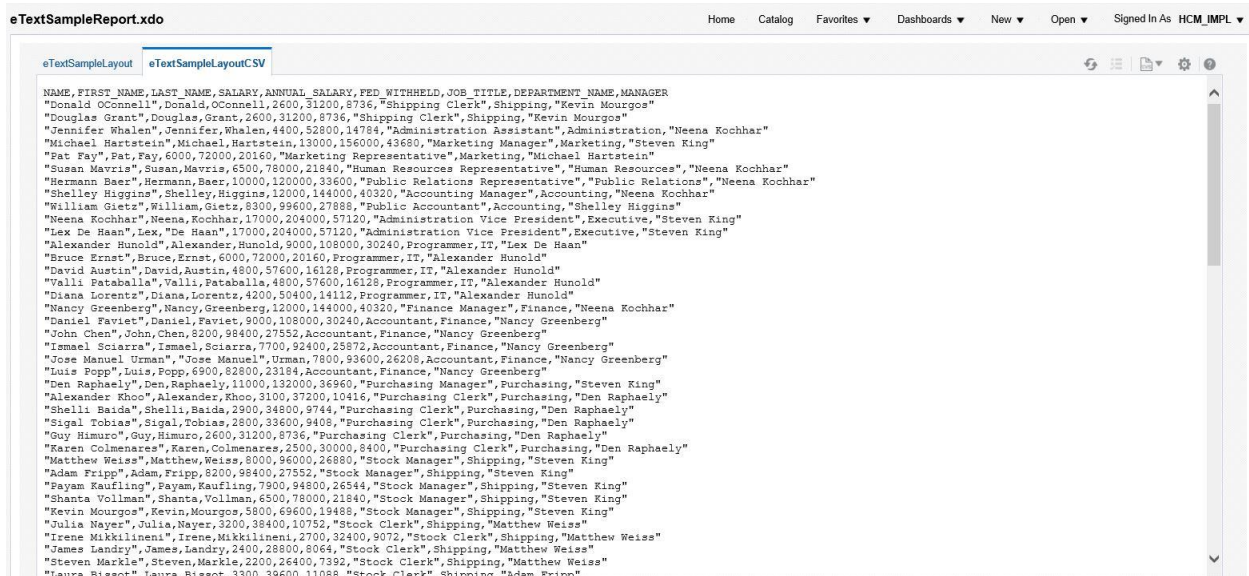 eTextSampleReport.xdo
Home Catalog Favorites Dashboards New Open Signed In As HCM_IMPL
eTextSampleLayout eTextSampleLayoutCSV
NAME,FIRST_NAME,LAST_NAME,SALARY,ANNUAL_SALARY,FED_WITHHELD,JOB_TITLE,DEPARTMENT_NAME,MANAGER
"Donald OConnell",Donald,OConnell,2600,31200,8736,"Shipping Clerk",Shipping,"Kevin Mourgos"
"Douglas Grant",Douglas,Grant,2600,31200,8736,"Shipping Clerk",Shipping,"Kevin Mourgos"
"Jennifer Whalen",Jennifer,Whalen,4400,52800,14784,"Administration Assistant",Administration,"Neena Kochhar"
"Michael Hartstein",Michael,Hartstein,13000,156000,43680,"Marketing Manager",Marketing,"Steven King"
"Pat Fay",Pat,Fay,6000,72000,20160,"Marketing Representative",Marketing,"Michael Hartstein"
"Susan Mavris",Susan,Mavris,6500,78000,21840,"Human Resources Representative","Human Resources","Neena Kochhar"
"Hermann Baer",Hermann,Baer,10000,120000,33600,"Public Relations Representative","Public Relations","Neena Kochhar"
"Shelley Higgins",Shelley,Higgins,12000,144000,40320,"Accounting Manager",Accounting,"Neena Kochhar"
"William Gietz",William,Gietz,8300,99600,27888,"Public Accountant",Accounting,"Shelley Higgins"
"Neena Kochhar",Neena,Kochhar,17000,204000,57120,"Administration Vice President",Executive,"Steven King"
"Lex De Haan",Lex,"De Haan",17000,204000,57120,"Administration Vice President",Executive,"Steven King"
"Alexander Hunold",Alexander,Hunold,9000,108000,30240,Programmer,IT,"Lex De Haan"
"Bruce Ernst",Bruce,Ernst,6000,72000,20160,Programmer,IT,"Alexander Hunold"
"David Austin",David,Austin,4800,57600,16128,Programmer,IT,"Alexander Hunold"
"Valli Pataballa",Valli,Pataballa,4800,57600,16128,Programmer,IT,"Alexander Hunold"
"Diana Lorentz",Diana,Lorentz,4200,50400,14112,Programmer,IT,"Alexander Hunold"
"Nancy Greenberg",Nancy,Greenberg,12000,144000,40320,"Finance Manager",Finance,"Neena Kochhar"
"Daniel Faviet",Daniel,Faviet,9000,108000,30240,Accountant,Finance,"Nancy Greenberg"
"John Chen",John,Chen,8200,98400,27552,Accountant,Finance,"Nancy Greenberg"
"Ismael Sciarra",Ismael,Sciarra,7700,92400,25872,Accountant,Finance,"Nancy Greenberg"
"Jose Manuel Urman","Jose Manuel",Urman,7800,93600,26208,Accountant,Finance,"Nancy Greenberg"
"Luis Popp",Luis,Popp,6900,82800,23184,Accountant,Finance,"Nancy Greenberg"
"Den Raphaely",Den,Raphaely,11000,132000,36960,"Purchasing Manager",Purchasing,"Steven King"
"Alexander Khoo",Alexander,Khoo,3100,37200,10416,"Purchasing Clerk",Purchasing,"Den Raphaely"
"Shelli Baida",Shelli,Baida,2900,34800,9744,"Purchasing Clerk",Purchasing,"Den Raphaely"
"Sigal Tobias",Sigal,Tobias,2800,33600,9408,"Purchasing Clerk",Purchasing,"Den Raphaely"
"Guy Himuro",Guy,Himuro,2600,31200,8736,"Purchasing Clerk",Purchasing,"Den Raphaely"
"Karen Colmenares",Karen,Colmenares,2500,30000,8400,"Purchasing Clerk",Purchasing,"Den Raphaely"
"Matthew Weiss",Matthew,Weiss,8000,96000,26880,"Stock Manager",Shipping,"Steven King"
"Adam Fripp",Adam,Fripp,8200,98400,27552,"Stock Manager",Shipping,"Steven King"
"Payam Kaufling",Payam,Kaufling,7900,94800,26544,"Stock Manager",Shipping,"Steven King"
"Shanta Vollman",Shanta,Vollman,6500,78000,21840,"Stock Manager",Shipping,"Steven King"
"Kevin Mourgos",Kevin,Mourgos,5800,69600,19488,"Stock Manager",Shipping,"Steven King"
"Julia Nayer",Julia,Nayer,3200,38400,10752,"Stock Clerk",Shipping,"Matthew Weiss"
"Irene Mikkilineni",Irene,Mikkilineni,2700,32400,9072,"Stock Clerk",Shipping,"Matthew Weiss"
"James Landry",James,Landry,2400,28800,8064,"Stock Clerk",Shipping,"Matthew Weiss"
"Steven Markle",Steven,Markle,2200,26400,7392,"Stock Clerk",Shipping,"Matthew Weiss"
"Laura Bissot",Laura,Bissot,3300,39600,11088,"Stock Clerk",Shipping,"Adam Fripp"